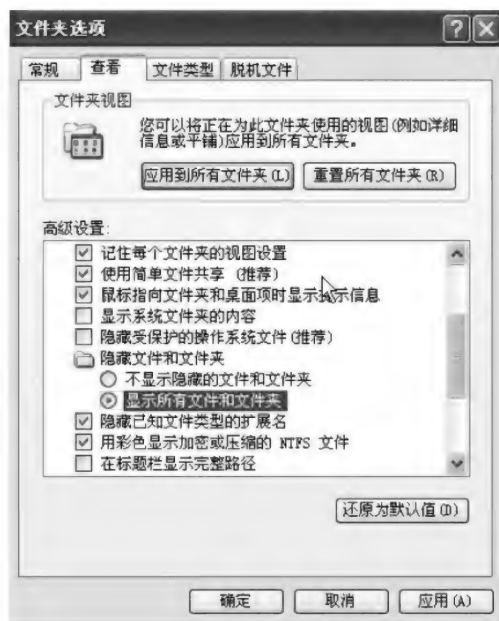 文件夹选项
常规 查看 文件类型 脱机文件
文件夹视图
您可以将正在为此文件夹使用的视图(例如详细
信息或平铺)应用到所有文件夹。
应用到所有文件夹(L) 重置所有文件夹(R)
高级设置:
记住每个文件夹的视图设置
使用简单文件共享 (推荐)
鼠标指向文件夹和桌面项时显示提示信息
显示系统文件夹的内容
隐藏受保护的操作系统文件(推荐)
隐藏文件和文件夹
不显示隐藏的文件和文件夹
显示所有文件和文件夹
隐藏已知文件类型的扩展名
用彩色显示加密或压缩的 NTFS 文件
在标题栏显示完整路径
还原为默认值(D)
确定 取消 应用(A)